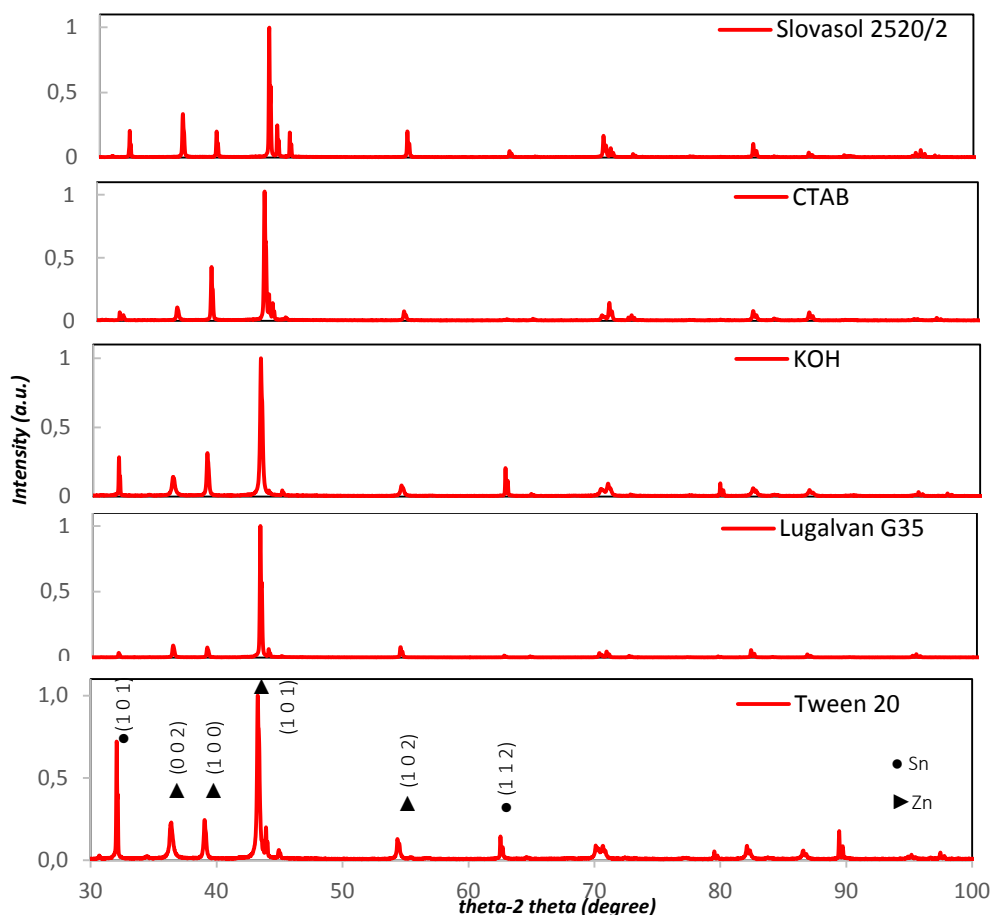 Slovasol 2520/2
1
0,5
0
CTAB
1
0,5
0
KOH
1
0,5
0
Lugalvan G35
1
0,5
0
Tween 20
1,0
0,5
0,0
(1 0 1)
(0 0 2)
(1 0 0)
(1 0 1)
(1 0 2)
(1 1 2)
Sn
Zn
30 40 50 60 70 80 90 100
theta-2 theta (degree)
Intensity (a.u.)